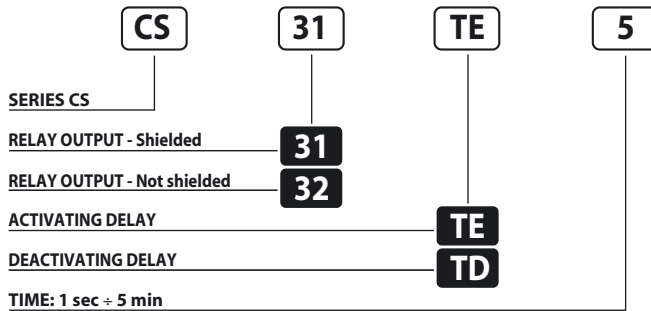 CS 31 TE 5
SERIES CS
RELAY OUTPUT - Shielded 31
RELAY OUTPUT - Not shielded 32
ACTIVATING DELAY TE
DEACTIVATING DELAY TD
TIME: 1 sec ÷ 5 min